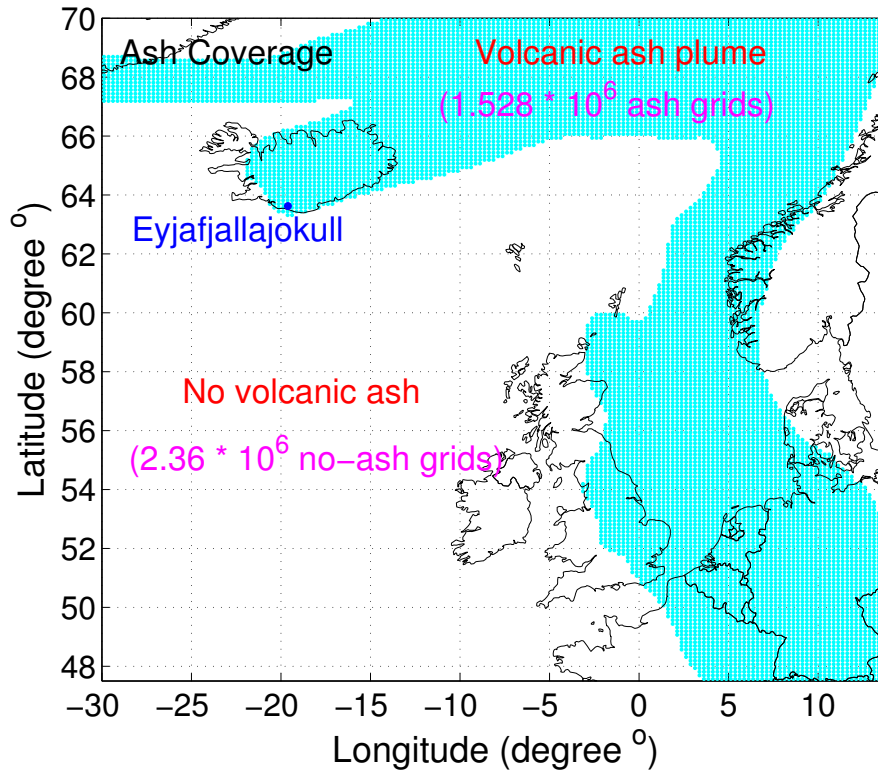 70
68
66
64
62
60
58
56
54
52
50
48
Latitude (degree °)
Ash Coverage
Volcanic ash plume
(1.528 * 10^6 ash grids)
Eyjafjallajokull
No volcanic ash
(2.36 * 10^6 no−ash grids)
−30 −25 −20 −15 −10 −5 0 5 10
Longitude (degree °)